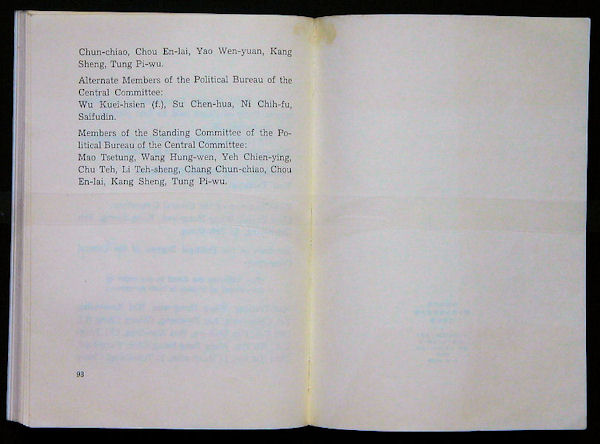 Chun-chiao, Chou En-lai, Yao Wen-yuan, Kang
Sheng, Tung Pi-wu.
Alternate Members of the Political Bureau of the
Central Committee:
Wu Kuei-hsien (f.), Su Chen-hua, Ni Chih-fu,
Saifudin.
Members of the Standing Committee of the Po-
litical Bureau of the Central Committee:
Mao Tsetung, Wang Hung-wen, Yeh Chien-ying,
Chu Teh, Li Teh-sheng, Chang Chun-chiao, Chou
En-lai, Kang Sheng, Tung Pi-wu.
98